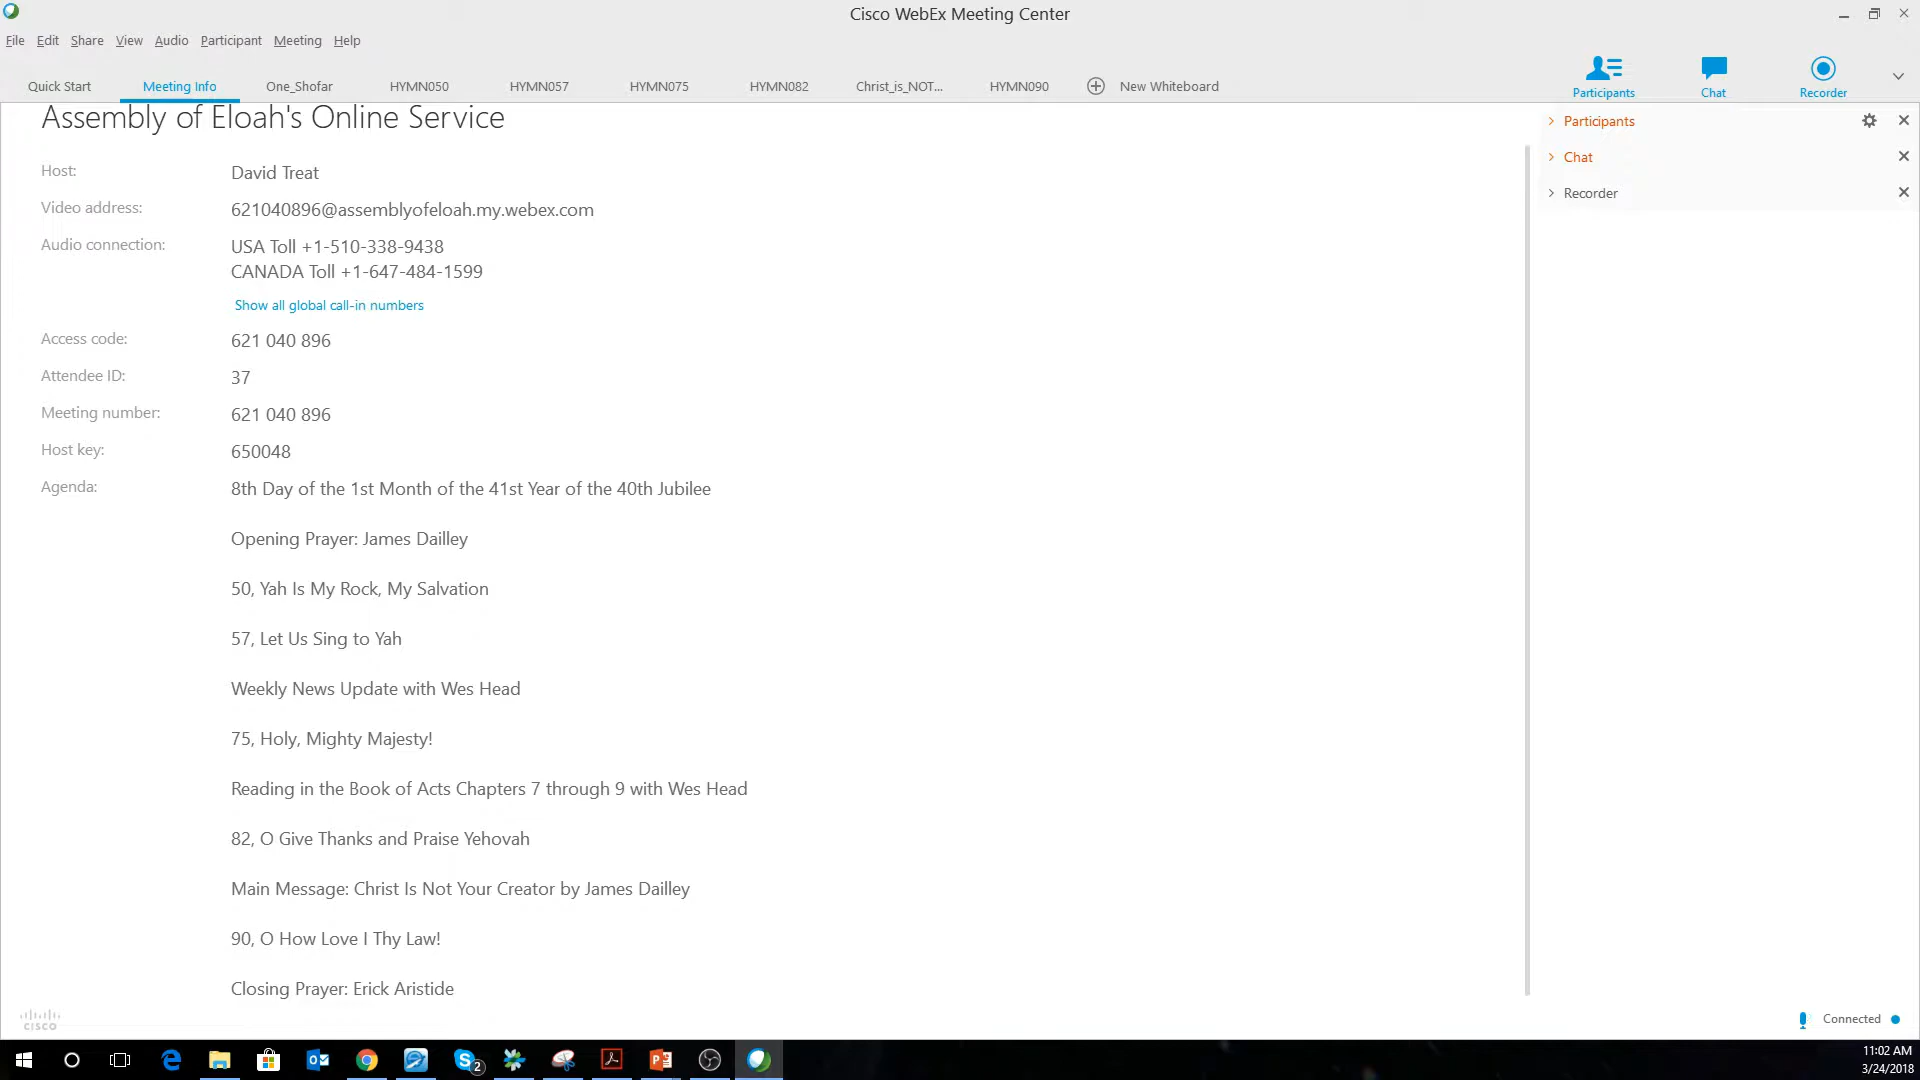 Cisco WebEx Meeting Center
File Edit Share View Audio Participant Meeting Help
Quick Start Meeting Info One_Shofar HYMN050 HYMN057 HYMN075 HYMN082 Christ_is_NOT... HYMN090 New Whiteboard
Participants Chat Recorder
Assembly of Eloah's Online Service
Host: David Treat
Video address: 621040896@assemblyofeloah.my.webex.com
Audio connection: USA Toll +1-510-338-9438
CANADA Toll +1-647-484-1599
Show all global call-in numbers
Access code: 621 040 896
Attendee ID: 37
Meeting number: 621 040 896
Host key: 650048
Agenda: 8th Day of the 1st Month of the 41st Year of the 40th Jubilee
Opening Prayer: James Dailley
50, Yah Is My Rock, My Salvation
57, Let Us Sing to Yah
Weekly News Update with Wes Head
75, Holy, Mighty Majesty!
Reading in the Book of Acts Chapters 7 through 9 with Wes Head
82, O Give Thanks and Praise Yehovah
Main Message: Christ Is Not Your Creator by James Dailley
90, O How Love I Thy Law!
Closing Prayer: Erick Aristide
Participants
Chat
Recorder
CISCO
Connected
2
11:02 AM
3/24/2018